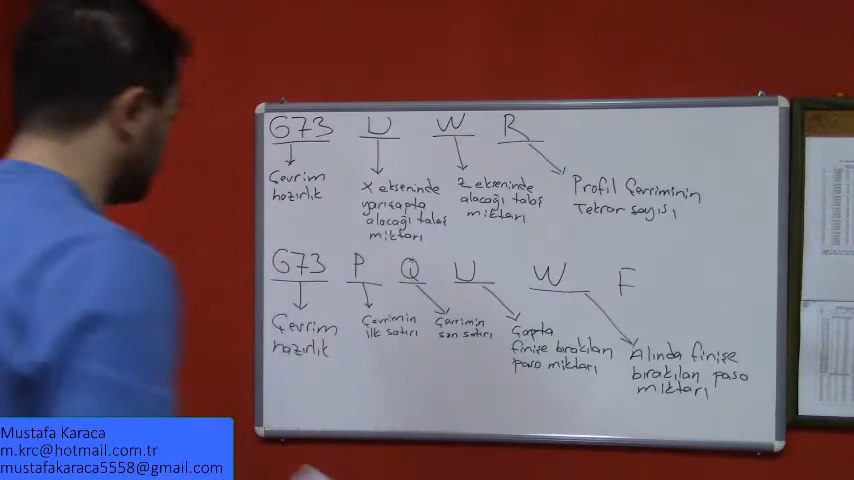 G73 U W R
Çevrim
hazırlık
X ekseninde
yarıçapta
alacağı talaş
miktarı
Z ekseninde
alacağı talaş
miktarı
Profil Çevriminin
Tekrar sayısı
G73 P Q U W F
Çevrim
hazırlık
Çevrimin
ilk satırı
Çevrimin
son satırı
Çapta
finişe bırakılan
paso miktarı
Alında finişe
bırakılan paso
miktarı
Mustafa Karaca
m.krc@hotmail.com.tr
mustafakaraca5558@gmail.com